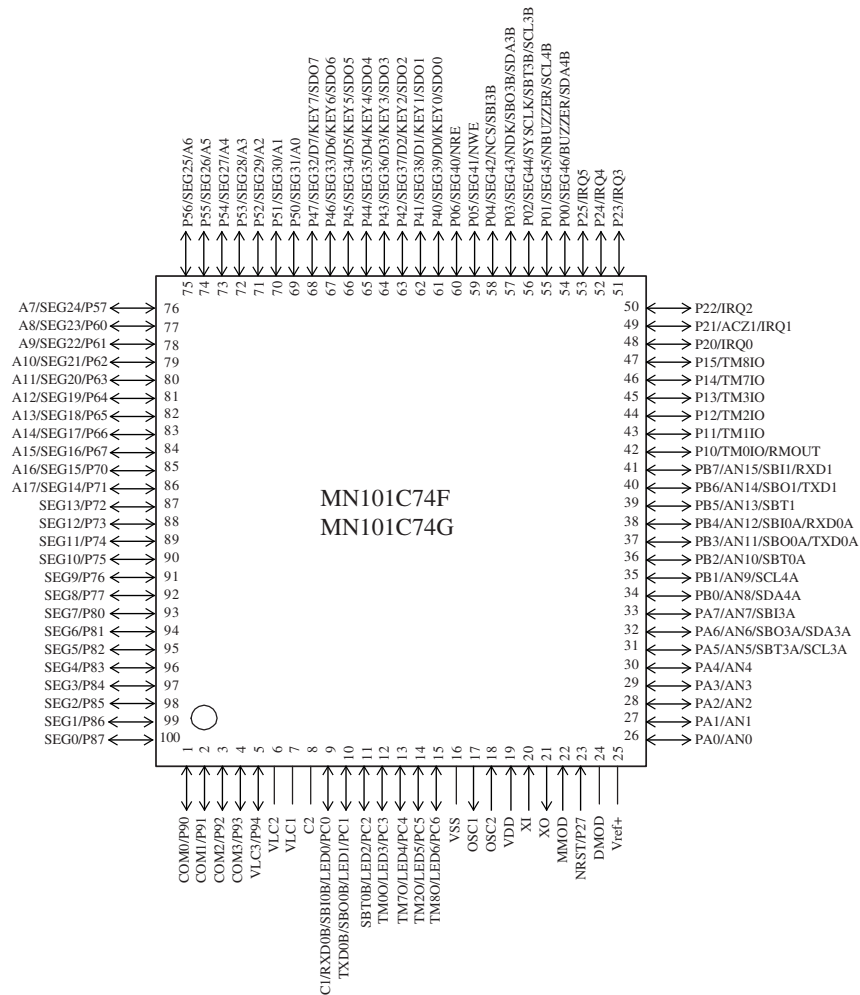 P56/SEG25/A6
P55/SEG26/A5
P54/SEG27/A4
P53/SEG28/A3
P52/SEG29/A2
P51/SEG30/A1
P50/SEG31/A0
P47/SEG32/D7/KEY7/SDO7
P46/SEG33/D6/KEY6/SDO6
P45/SEG34/D5/KEY5/SDO5
P44/SEG35/D4/KEY4/SDO4
P43/SEG36/D3/KEY3/SDO3
P42/SEG37/D2/KEY2/SDO2
P41/SEG38/D1/KEY1/SDO1
P40/SEG39/D0/KEY0/SDO0
P06/SEG40/NRE
P05/SEG41/NWE
P04/SEG42/NCS/SBI3B
P03/SEG43/NDK/SBO3B/SDA3B
P02/SEG44/SYSCLK/SBT3B/SCL3B
P01/SEG45/NBUZZER/SCL4B
P00/SEG46/BUZZER/SDA4B
P25/IRQ5
P24/IRQ4
P23/IRQ3
75 74 73 72 71 70 69 68 67 66 65 64 63 62 61 60 59 58 57 56 55 54 53 52 51
A7/SEG24/P57 76
A8/SEG23/P60 77
A9/SEG22/P61 78
A10/SEG21/P62 79
A11/SEG20/P63 80
A12/SEG19/P64 81
A13/SEG18/P65 82
A14/SEG17/P66 83
A15/SEG16/P67 84
A16/SEG15/P70 85
A17/SEG14/P71 86
SEG13/P72 87
SEG12/P73 88
SEG11/P74 89
SEG10/P75 90
SEG9/P76 91
SEG8/P77 92
SEG7/P80 93
SEG6/P81 94
SEG5/P82 95
SEG4/P83 96
SEG3/P84 97
SEG2/P85 98
SEG1/P86 99
SEG0/P87 100
MN101C74F
MN101C74G
50 P22/IRQ2
49 P21/ACZ1/IRQ1
48 P20/IRQ0
47 P15/TM8IO
46 P14/TM7IO
45 P13/TM3IO
44 P12/TM2IO
43 P11/TM1IO
42 P10/TM0IO/RMOUT
41 PB7/AN15/SBI1/RXD1
40 PB6/AN14/SBO1/TXD1
39 PB5/AN13/SBT1
38 PB4/AN12/SBI0A/RXD0A
37 PB3/AN11/SBO0A/TXD0A
36 PB2/AN10/SBT0A
35 PB1/AN9/SCL4A
34 PB0/AN8/SDA4A
33 PA7/AN7/SBI3A
32 PA6/AN6/SBO3A/SDA3A
31 PA5/AN5/SBT3A/SCL3A
30 PA4/AN4
29 PA3/AN3
28 PA2/AN2
27 PA1/AN1
26 PA0/AN0
1 2 3 4 5 6 7 8 9 10 11 12 13 14 15 16 17 18 19 20 21 22 23 24 25
COM0/P90
COM1/P91
COM2/P92
COM3/P93
VLC3/P94
VLC2
VLC1
C2
C1/RXD0B/SBI0B/LED0/PC0
TXD0B/SBO0B/LED1/PC1
SBT0B/LED2/PC2
TM0O/LED3/PC3
TM7O/LED4/PC4
TM2O/LED5/PC5
TM8O/LED6/PC6
VSS
OSC1
OSC2
VDD
XI
XO
MMOD
NRST/P27
DMOD
Vref+